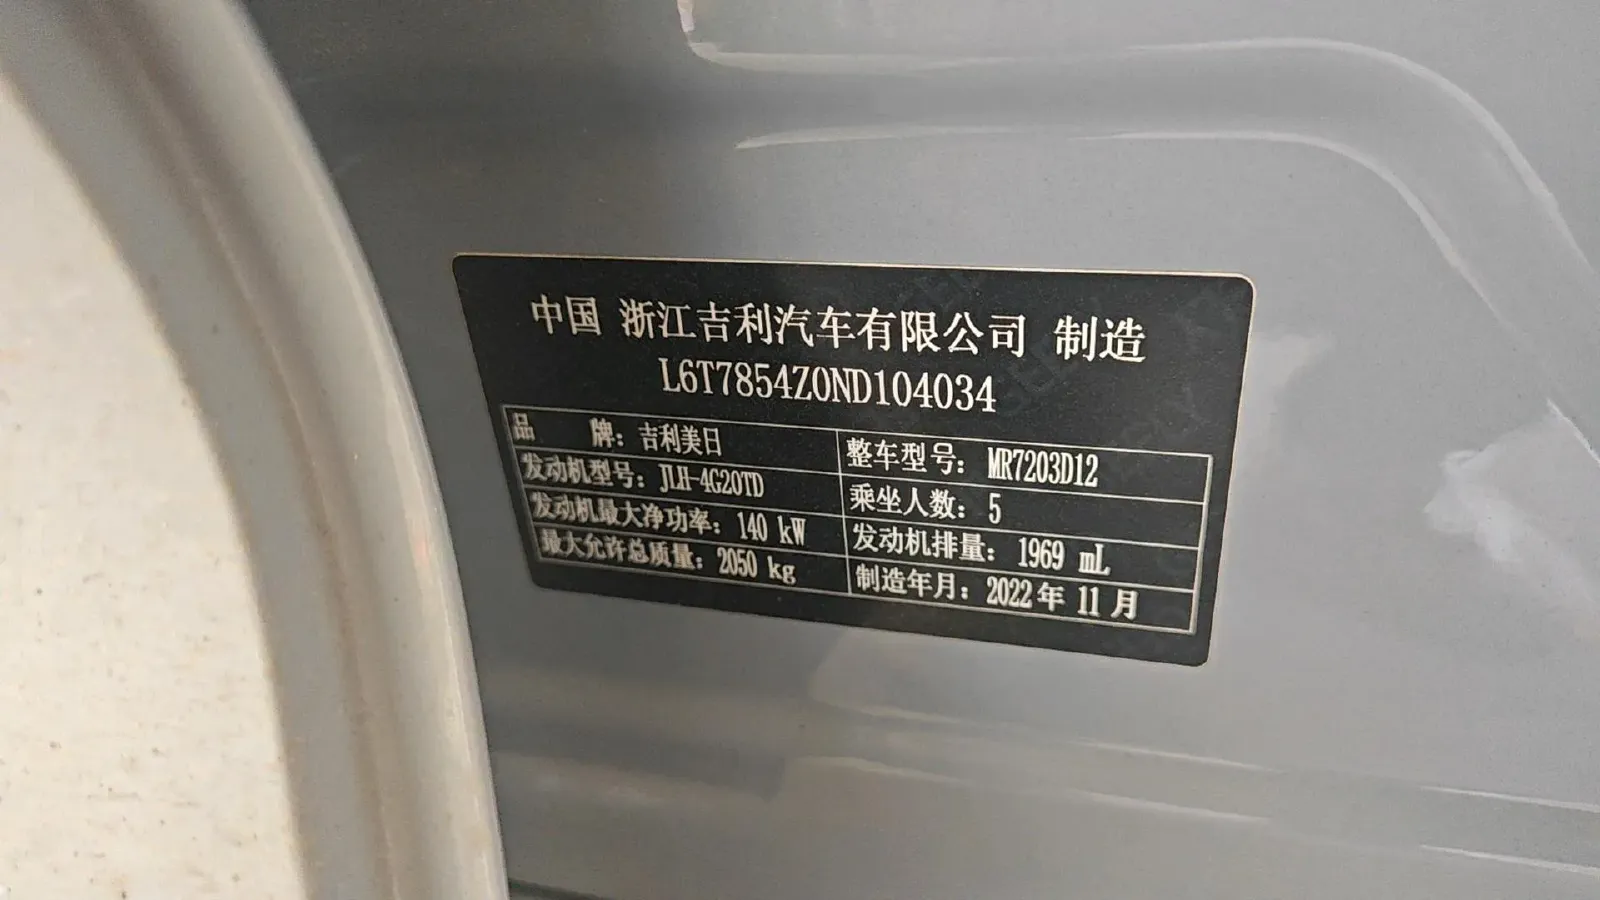 中国 浙江吉利汽车有限公司 制造
L6T7854Z0ND104034
品 牌：吉利美日 整车型号：MR7203D12
发动机型号：JLH-4G20TD 乘坐人数：5
发动机最大净功率：140 kW 发动机排量：1969 mL
最大允许总质量：2050 kg 制造年月：2022年 11 月